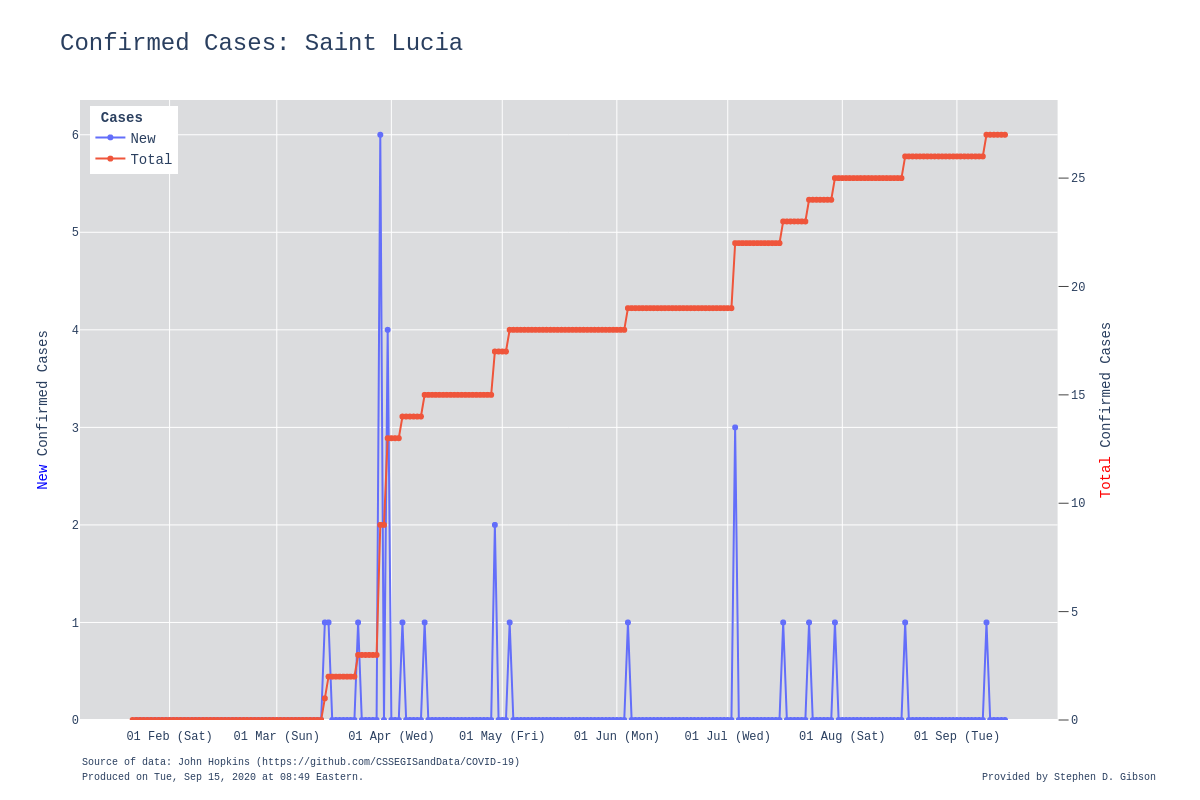 Confirmed Cases: Saint Lucia
Cases
New
Total
6
5
4
3
2
1
0
New Confirmed Cases
25
20
15
10
5
0
Total Confirmed Cases
01 Feb (Sat) 01 Mar (Sun) 01 Apr (Wed) 01 May (Fri) 01 Jun (Mon) 01 Jul (Wed) 01 Aug (Sat) 01 Sep (Tue)
Source of data: John Hopkins (https://github.com/CSSEGISandData/COVID-19)
Produced on Tue, Sep 15, 2020 at 08:49 Eastern.
Provided by Stephen D. Gibson